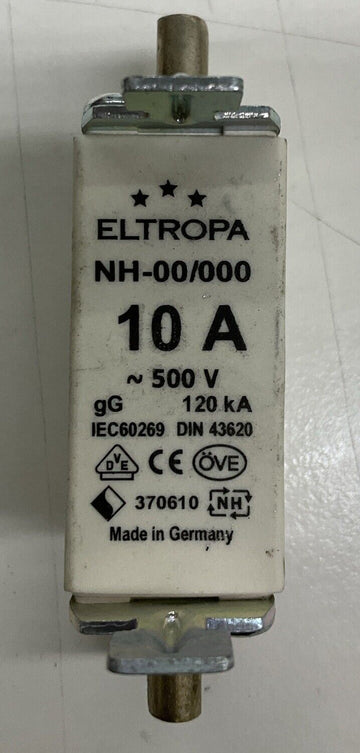 ELTROPA
NH-00/000
10 A
~ 500 V
gG 120 kA
IEC60269 DIN 43620
DVE CE ÖVE
370610 NH
Made in Germany